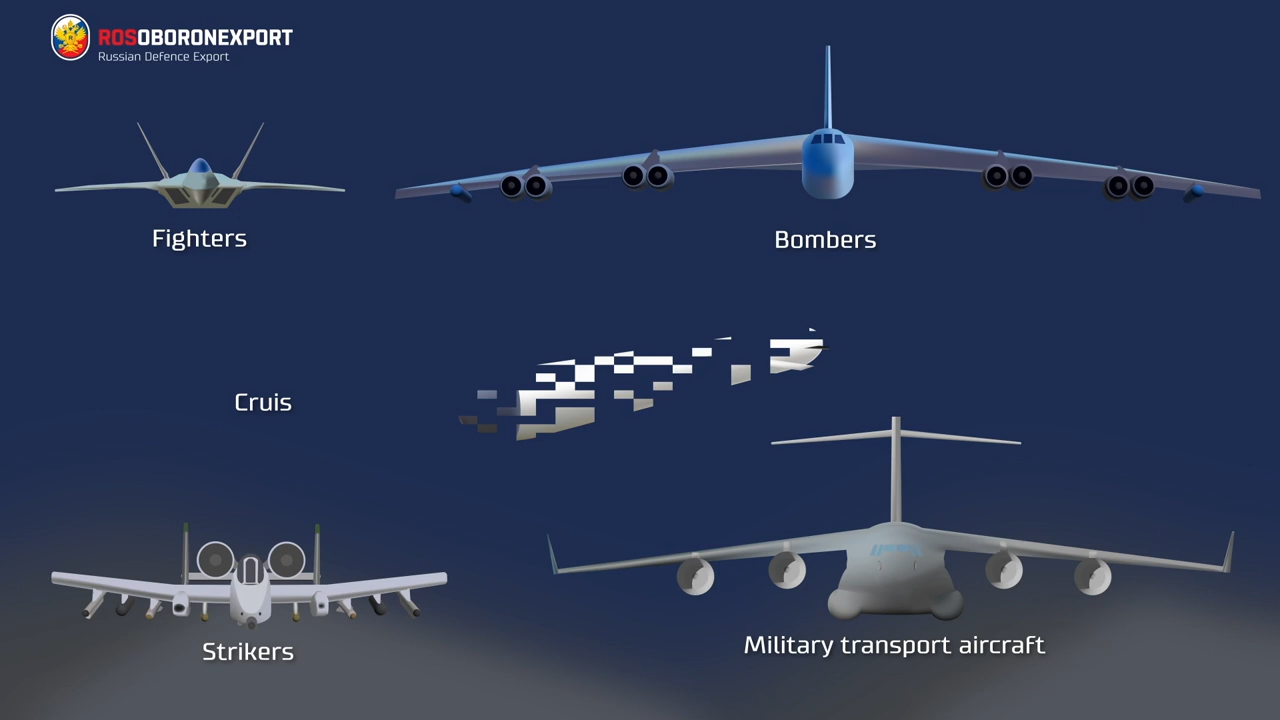 ROSOBORONEXPORT
Russian Defence Export
Fighters
Bombers
Cruis
Strikers
Military transport aircraft